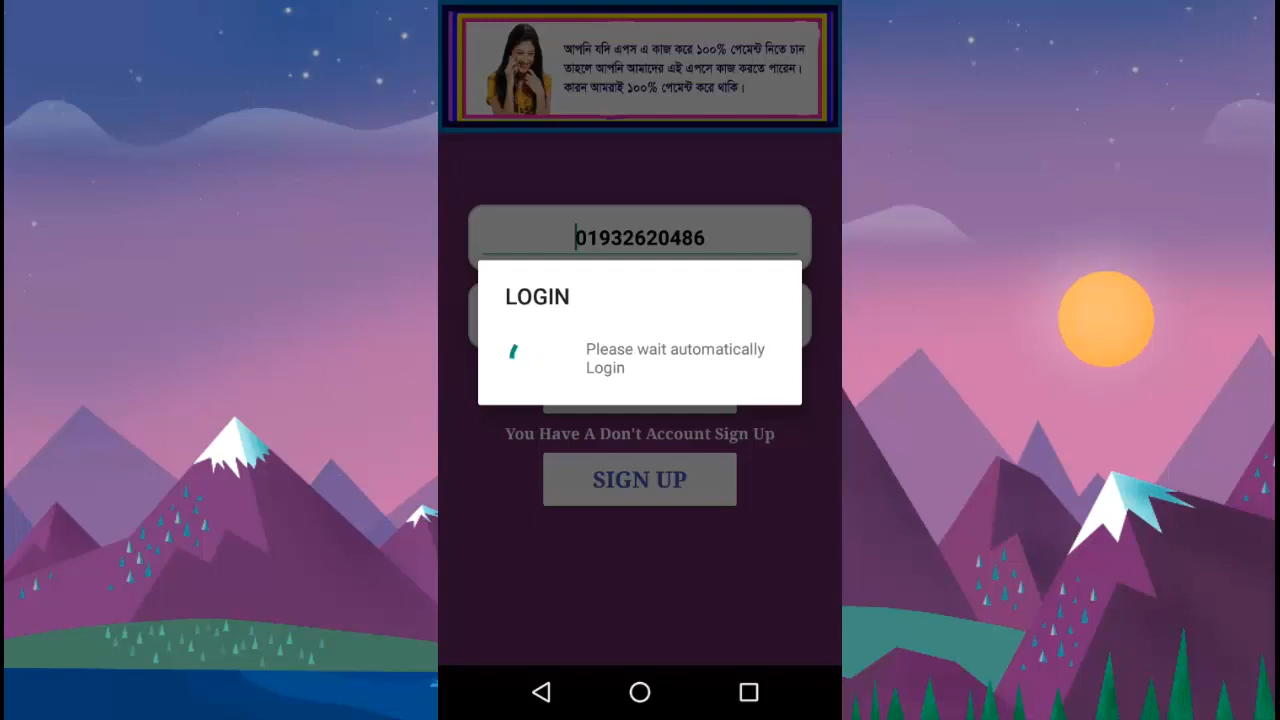 আপনি যদি এপস এ কাজ করে ১০০% পেমেন্ট নিতে চান
তাহলে আপনি আমাদের এই এপসে কাজ করতে পারেন।
কারন আমরাই ১০০% পেমেন্ট করে থাকি।
01932620486
LOGIN
Please wait automatically
Login
You Have A Don't Account Sign Up
SIGN UP